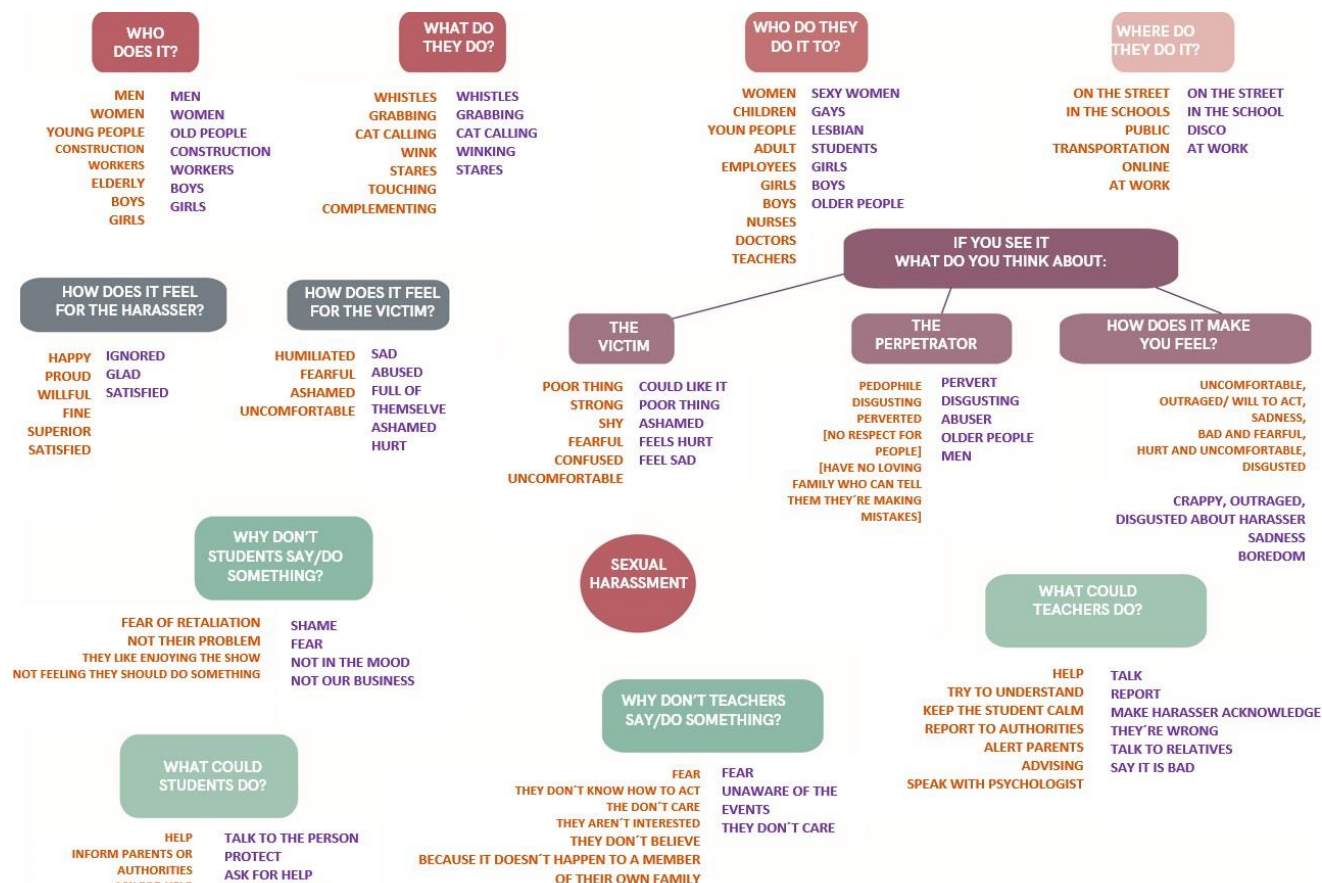 WHO
DOES IT?
MEN
WOMEN
YOUNG PEOPLE
CONSTRUCTION
WORKERS
ELDERLY
BOYS
GIRLS
MEN
WOMEN
OLD PEOPLE
CONSTRUCTION
WORKERS
BOYS
GIRLS
WHAT DO
THEY DO?
WHISTLES
GRABBING
CAT CALLING
WINK
STARES
TOUCHING
COMPLEMENTING
WHISTLES
GRABBING
CAT CALLING
WINKING
STARES
WHO DO THEY
DO IT TO?
WOMEN
CHILDREN
YOUN PEOPLE
ADULT
EMPLOYEES
GIRLS
BOYS
NURSES
DOCTORS
TEACHERS
SEXY WOMEN
GAYS
LESBIAN
STUDENTS
GIRLS
BOYS
OLDER PEOPLE
WHERE DO
THEY DO IT?
ON THE STREET
IN THE SCHOOLS
PUBLIC
TRANSPORTATION
ONLINE
AT WORK
ON THE STREET
IN THE SCHOOL
DISCO
AT WORK
HOW DOES IT FEEL
FOR THE HARASSER?
HAPPY
PROUD
WILLFUL
FINE
SUPERIOR
SATISFIED
IGNORED
GLAD
SATISFIED
HOW DOES IT FEEL
FOR THE VICTIM?
HUMILIATED
FEARFUL
ASHAMED
UNCOMFORTABLE
SAD
ABUSED
FULL OF
THEMSELVE
ASHAMED
HURT
IF YOU SEE IT
WHAT DO YOU THINK ABOUT:
THE
VICTIM
POOR THING
STRONG
SHY
FEARFUL
CONFUSED
UNCOMFORTABLE
COULD LIKE IT
POOR THING
ASHAMED
FEELS HURT
FEEL SAD
THE
PERPETRATOR
PEDOPHILE
DISGUSTING
PERVERTED
[NO RESPECT FOR
PEOPLE]
[HAVE NO LOVING
FAMILY WHO CAN TELL
THEM THEY´RE MAKING
MISTAKES]
PERVERT
DISGUSTING
ABUSER
OLDER PEOPLE
MEN
HOW DOES IT MAKE
YOU FEEL?
UNCOMFORTABLE,
OUTRAGED/ WILL TO ACT,
SADNESS,
BAD AND FEARFUL,
HURT AND UNCOMFORTABLE,
DISGUSTED
CRAPPY, OUTRAGED,
DISGUSTED ABOUT HARASSER
SADNESS
BOREDOM
WHY DON'T
STUDENTS SAY/DO
SOMETHING?
FEAR OF RETALIATION
NOT THEIR PROBLEM
THEY LIKE ENJOYING THE SHOW
NOT FEELING THEY SHOULD DO SOMETHING
SHAME
FEAR
NOT IN THE MOOD
NOT OUR BUSINESS
SEXUAL
HARASSMENT
WHAT COULD
TEACHERS DO?
HELP
TRY TO UNDERSTAND
KEEP THE STUDENT CALM
REPORT TO AUTHORITIES
ALERT PARENTS
ADVISING
SPEAK WITH PSYCHOLOGIST
TALK
REPORT
MAKE HARASSER ACKNOWLEDGE
THEY´RE WRONG
TALK TO RELATIVES
SAY IT IS BAD
WHY DON'T TEACHERS
SAY/DO SOMETHING?
FEAR
THEY DON´T KNOW HOW TO ACT
THE DON´T CARE
THEY AREN´T INTERESTED
THEY DON´T BELIEVE
BECAUSE IT DOESN´T HAPPEN TO A MEMBER
OF THEIR OWN FAMILY
FEAR
UNAWARE OF THE
EVENTS
THEY DON´T CARE
WHAT COULD
STUDENTS DO?
HELP
INFORM PARENTS OR
AUTHORITIES
TALK TO THE PERSON
PROTECT
ASK FOR HELP